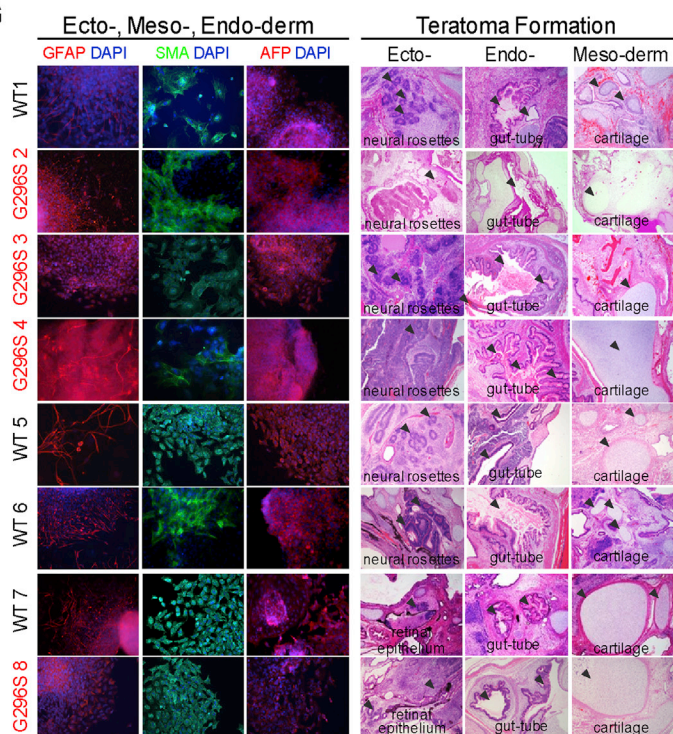 G
Ecto-, Meso-, Endo-derm Teratoma Formation
GFAP DAPI SMA DAPI AFP DAPI Ecto- Endo- Meso-derm
WT1 neural rosettes gut-tube cartilage
G296S 2 neural rosettes gut-tube cartilage
G296S 3 neural rosettes gut-tube cartilage
G296S 4 neural rosettes gut-tube cartilage
WT 5 neural rosettes gut-tube cartilage
WT 6 neural rosettes gut-tube cartilage
WT 7 retinal epithelium gut-tube cartilage
G296S 8 retinal epithelium gut-tube cartilage